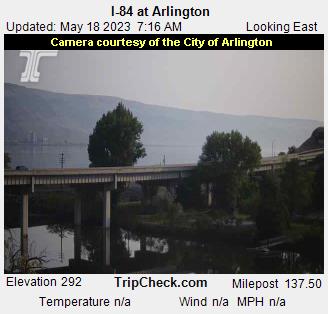 I-84 at Arlington
Updated: May 18 2023 7:16 AM Looking East
Camera courtesy of the City of Arlington
Elevation 292 TripCheck.com Milepost 137.50
Temperature n/a Wind n/a MPH n/a